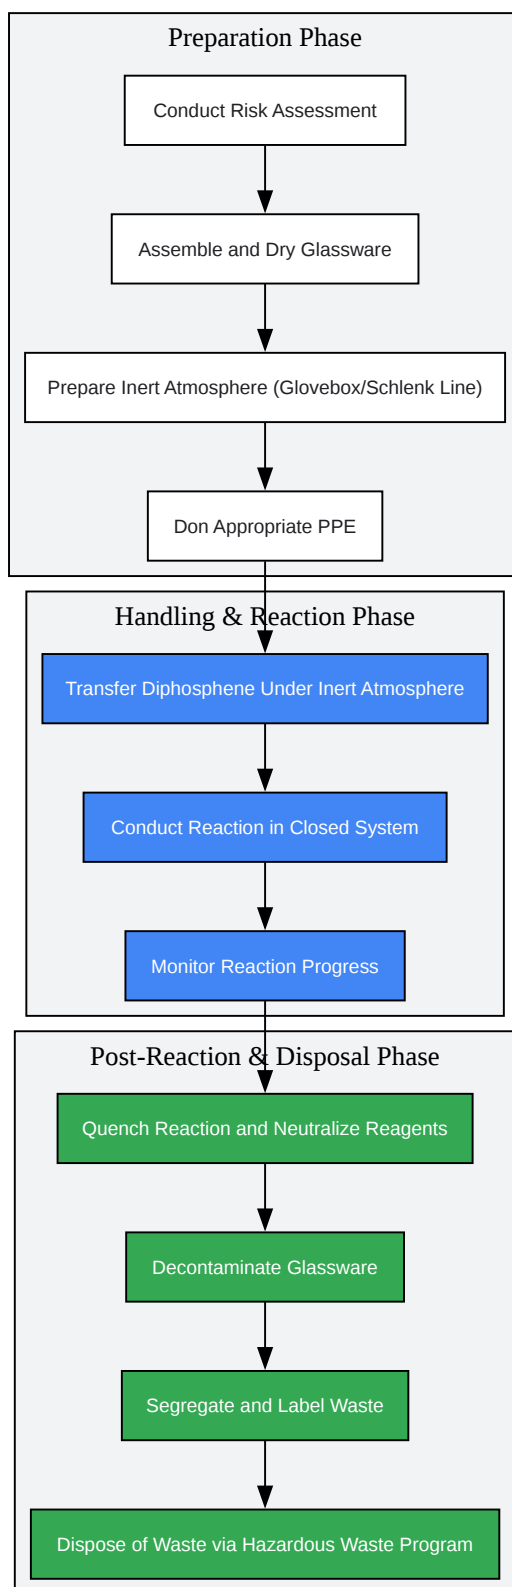 Preparation Phase
Conduct Risk Assessment
Assemble and Dry Glassware
Prepare Inert Atmosphere (Glovebox/Schlenk Line)
Don Appropriate PPE
Handling & Reaction Phase
Transfer Diphosphene Under Inert Atmosphere
Conduct Reaction in Closed System
Monitor Reaction Progress
Post-Reaction & Disposal Phase
Quench Reaction and Neutralize Reagents
Decontaminate Glassware
Segregate and Label Waste
Dispose of Waste via Hazardous Waste Program